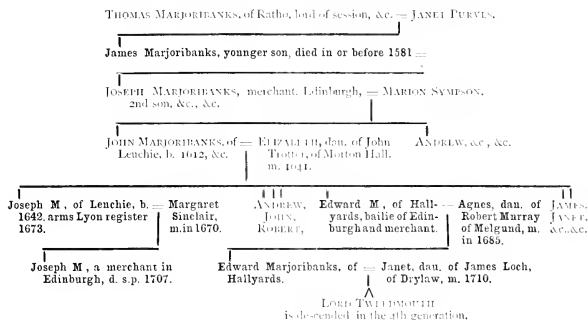 THOMAS MARJORIBANKS, of Ratho, lord of session, &c. = JANET PURVES.
James Marjoribanks, younger son, died in or before 1581 =
JOSEPH MARJORIBANKS, merchant, Edinburgh, = MARION SYMPSON.
2nd son, &c., &c.
JOHN MARJORIBANKS, of = ELIZABETH, dau. of John ANDREW, &c., &c.
Leuchie, b. 1612, &c. Trotter, of Morton Hall.
m. 1641.
Joseph M, of Leuchie, b. = Margaret ANDREW, Edward M, of Hall- = Agnes, dau. of JAMES,
1642. arms Lyon register Sinclair, JOHN, yards, bailie of Edin- Robert Murray JANET,
1673. m. in 1670. ROBERT, burgh and merchant. of Melgund, m. &c., &c.
in 1685.
Joseph M, a merchant in Edward Marjoribanks, of = Janet, dau. of James Loch,
Edinburgh, d. s.p. 1707. Hallyards. of Drylaw, m. 1710.
LORD TWEEDMOUTH
is descended in the 4th generation.